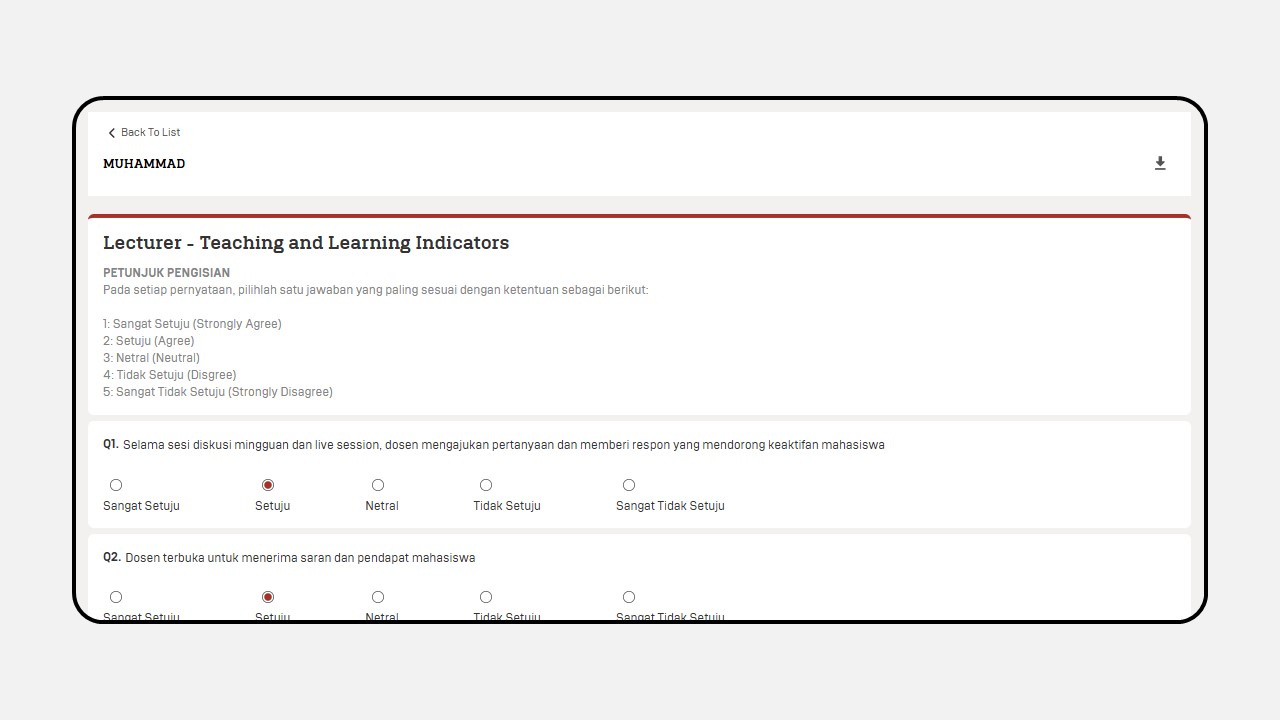 Back To List
MUHAMMAD
Lecturer - Teaching and Learning Indicators
PETUNJUK PENGISIAN
Pada setiap pernyataan, pilihlah satu jawaban yang paling sesuai dengan ketentuan sebagai berikut:
1: Sangat Setuju (Strongly Agree)
2: Setuju (Agree)
3: Netral (Neutral)
4: Tidak Setuju (Disgree)
5: Sangat Tidak Setuju (Strongly Disagree)
Q1. Selama sesi diskusi mingguan dan live session, dosen mengajukan pertanyaan dan memberi respon yang mendorong keaktifan mahasiswa
Sangat Setuju Setuju Netral Tidak Setuju Sangat Tidak Setuju
Q2. Dosen terbuka untuk menerima saran dan pendapat mahasiswa
Sangat Setuju Setuju Netral Tidak Setuju Sangat Tidak Setuju